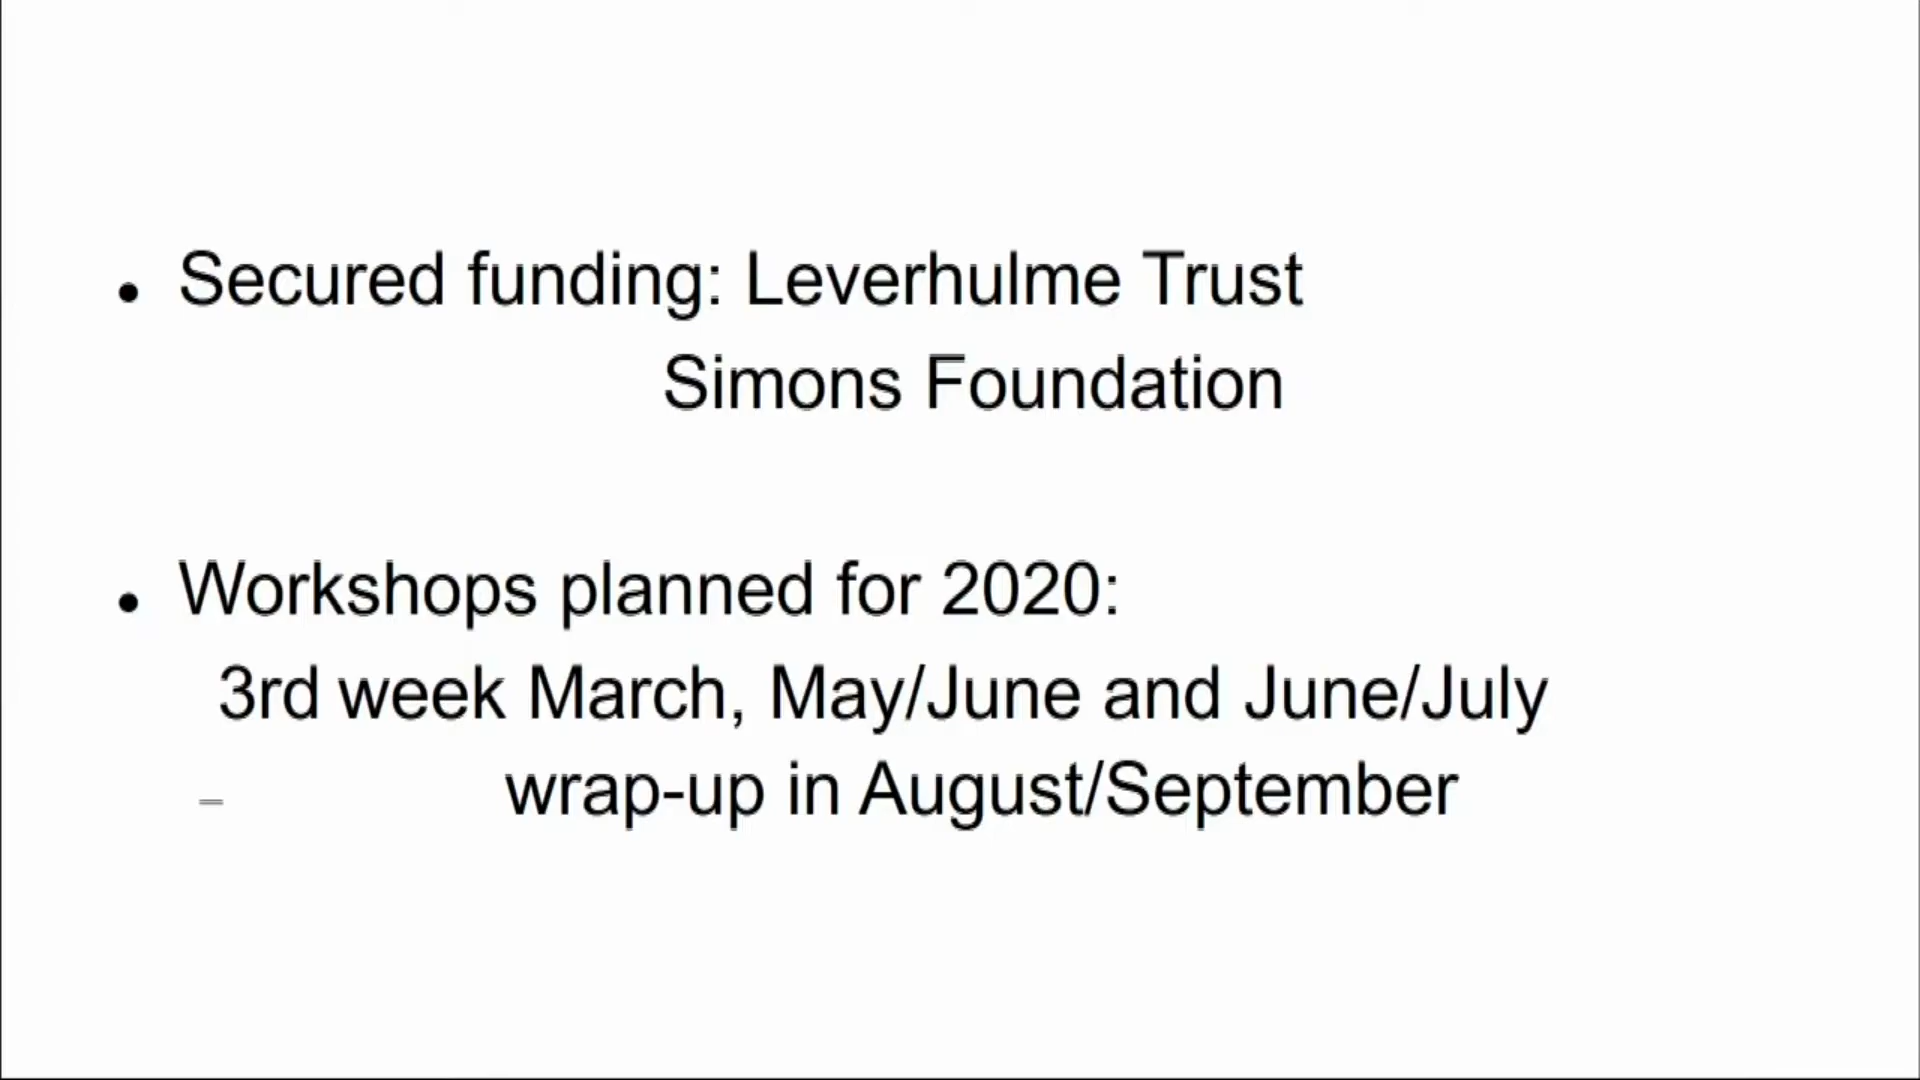 • Secured funding: Leverhulme Trust
Simons Foundation
• Workshops planned for 2020:
3rd week March, May/June and June/July
– wrap-up in August/September